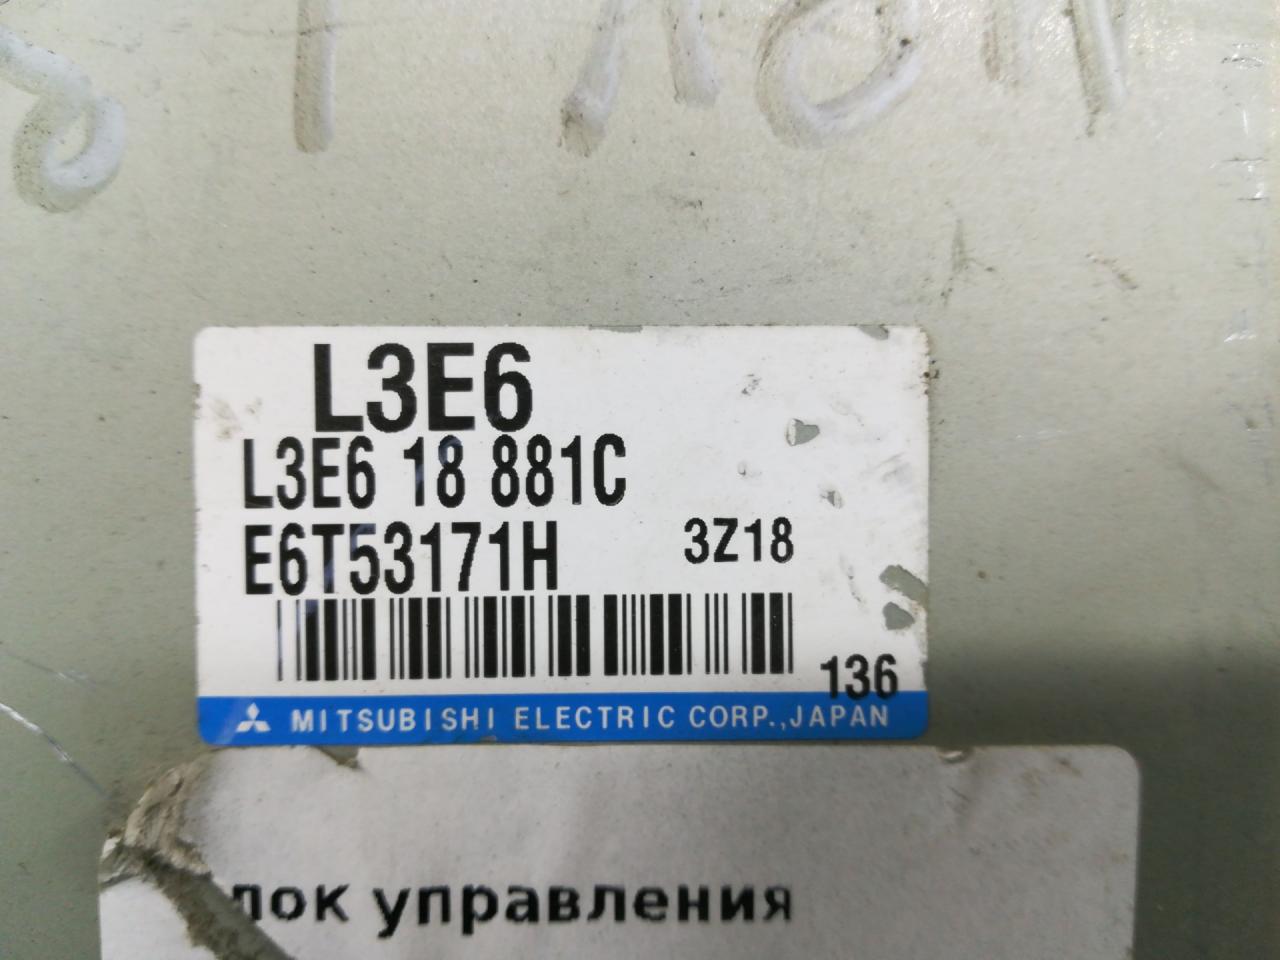 L3E6
L3E6 18 881C
E6T53171H 3Z18
136
MITSUBISHI ELECTRIC CORP., JAPAN
лок управления